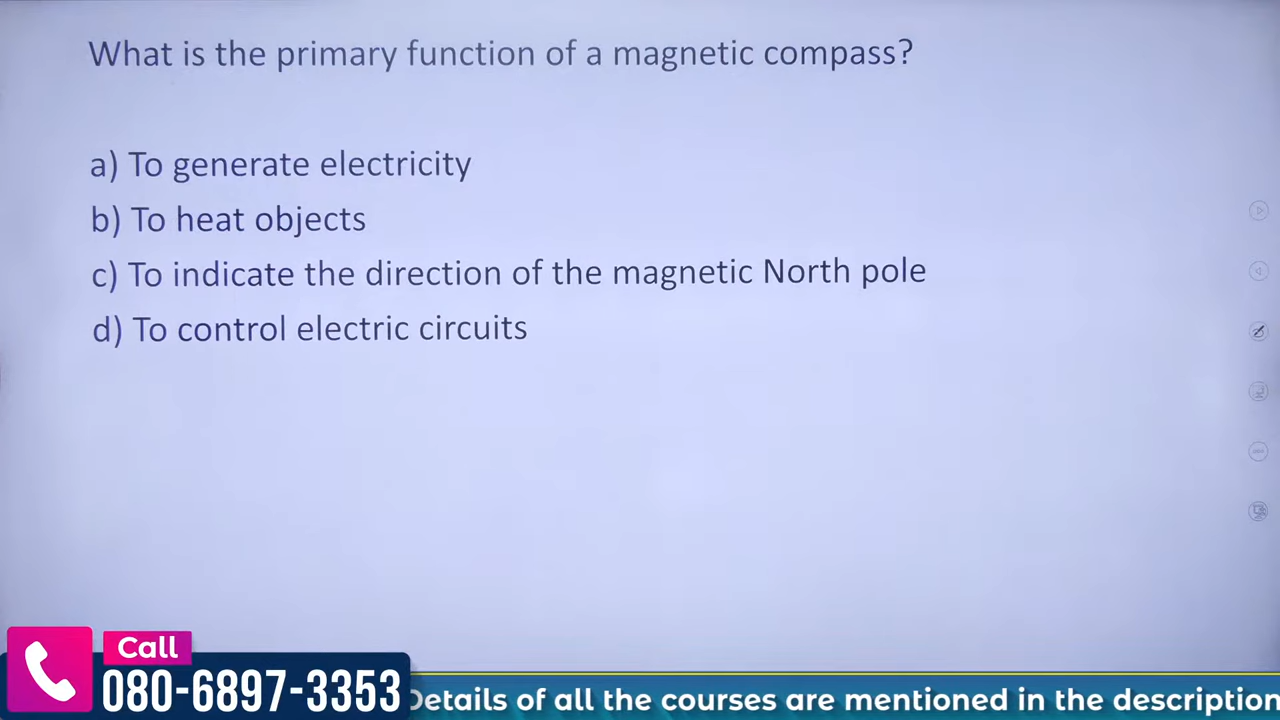 What is the primary function of a magnetic compass?
a) To generate electricity
b) To heat objects
c) To indicate the direction of the magnetic North pole
d) To control electric circuits
Call
080-6897-3353
Details of all the courses are mentioned in the description